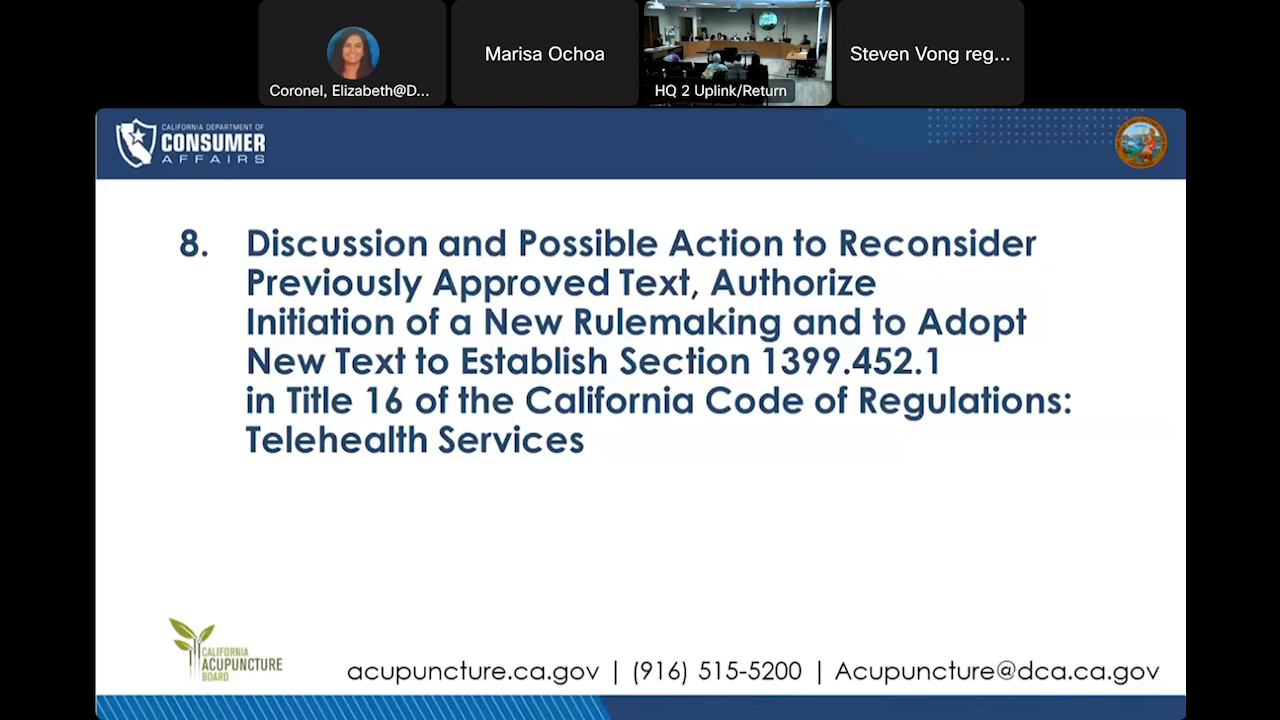 Coronel, Elizabeth@D...
Marisa Ochoa
HQ 2 Uplink/Return
Steven Vong reg...
CALIFORNIA DEPARTMENT OF
CONSUMER
AFFAIRS
8. Discussion and Possible Action to Reconsider
Previously Approved Text, Authorize
Initiation of a New Rulemaking and to Adopt
New Text to Establish Section 1399.452.1
in Title 16 of the California Code of Regulations:
Telehealth Services
CALIFORNIA
ACUPUNCTURE
BOARD
acupuncture.ca.gov | (916) 515-5200 | Acupuncture@dca.ca.gov